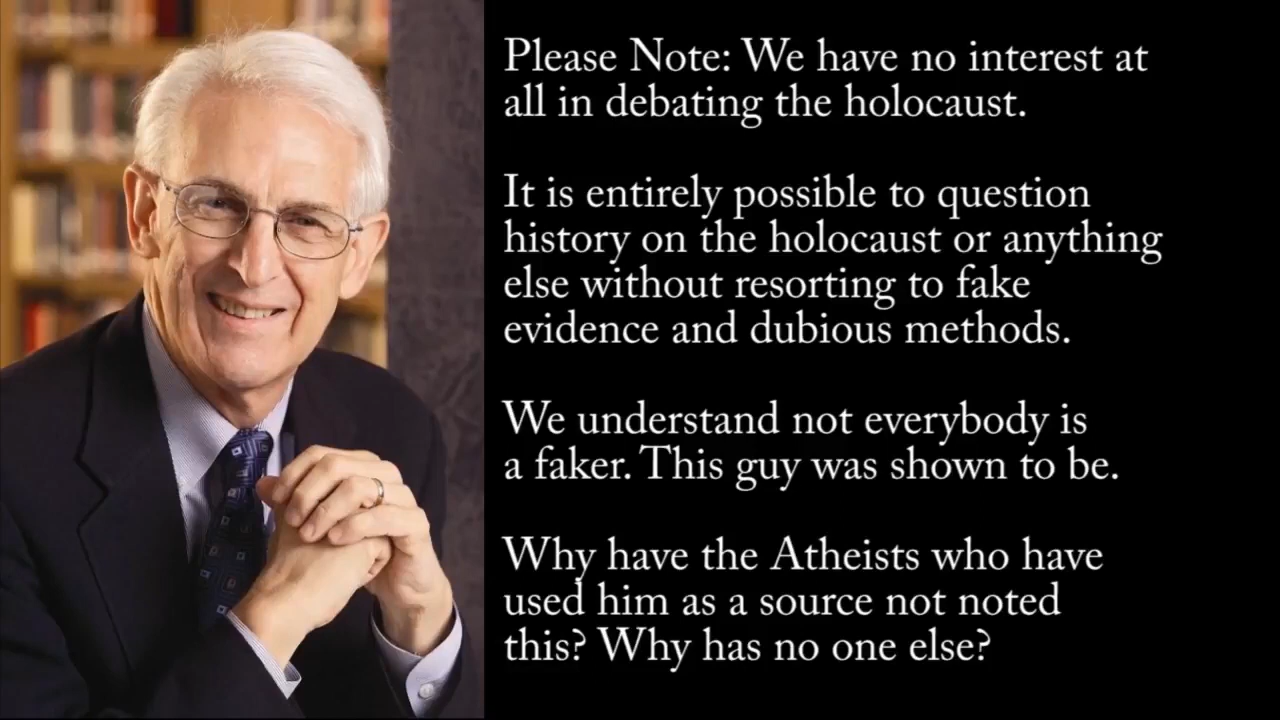 Please Note: We have no interest at
all in debating the holocaust.
It is entirely possible to question
history on the holocaust or anything
else without resorting to fake
evidence and dubious methods.
We understand not everybody is
a faker. This guy was shown to be.
Why have the Atheists who have
used him as a source not noted
this? Why has no one else?